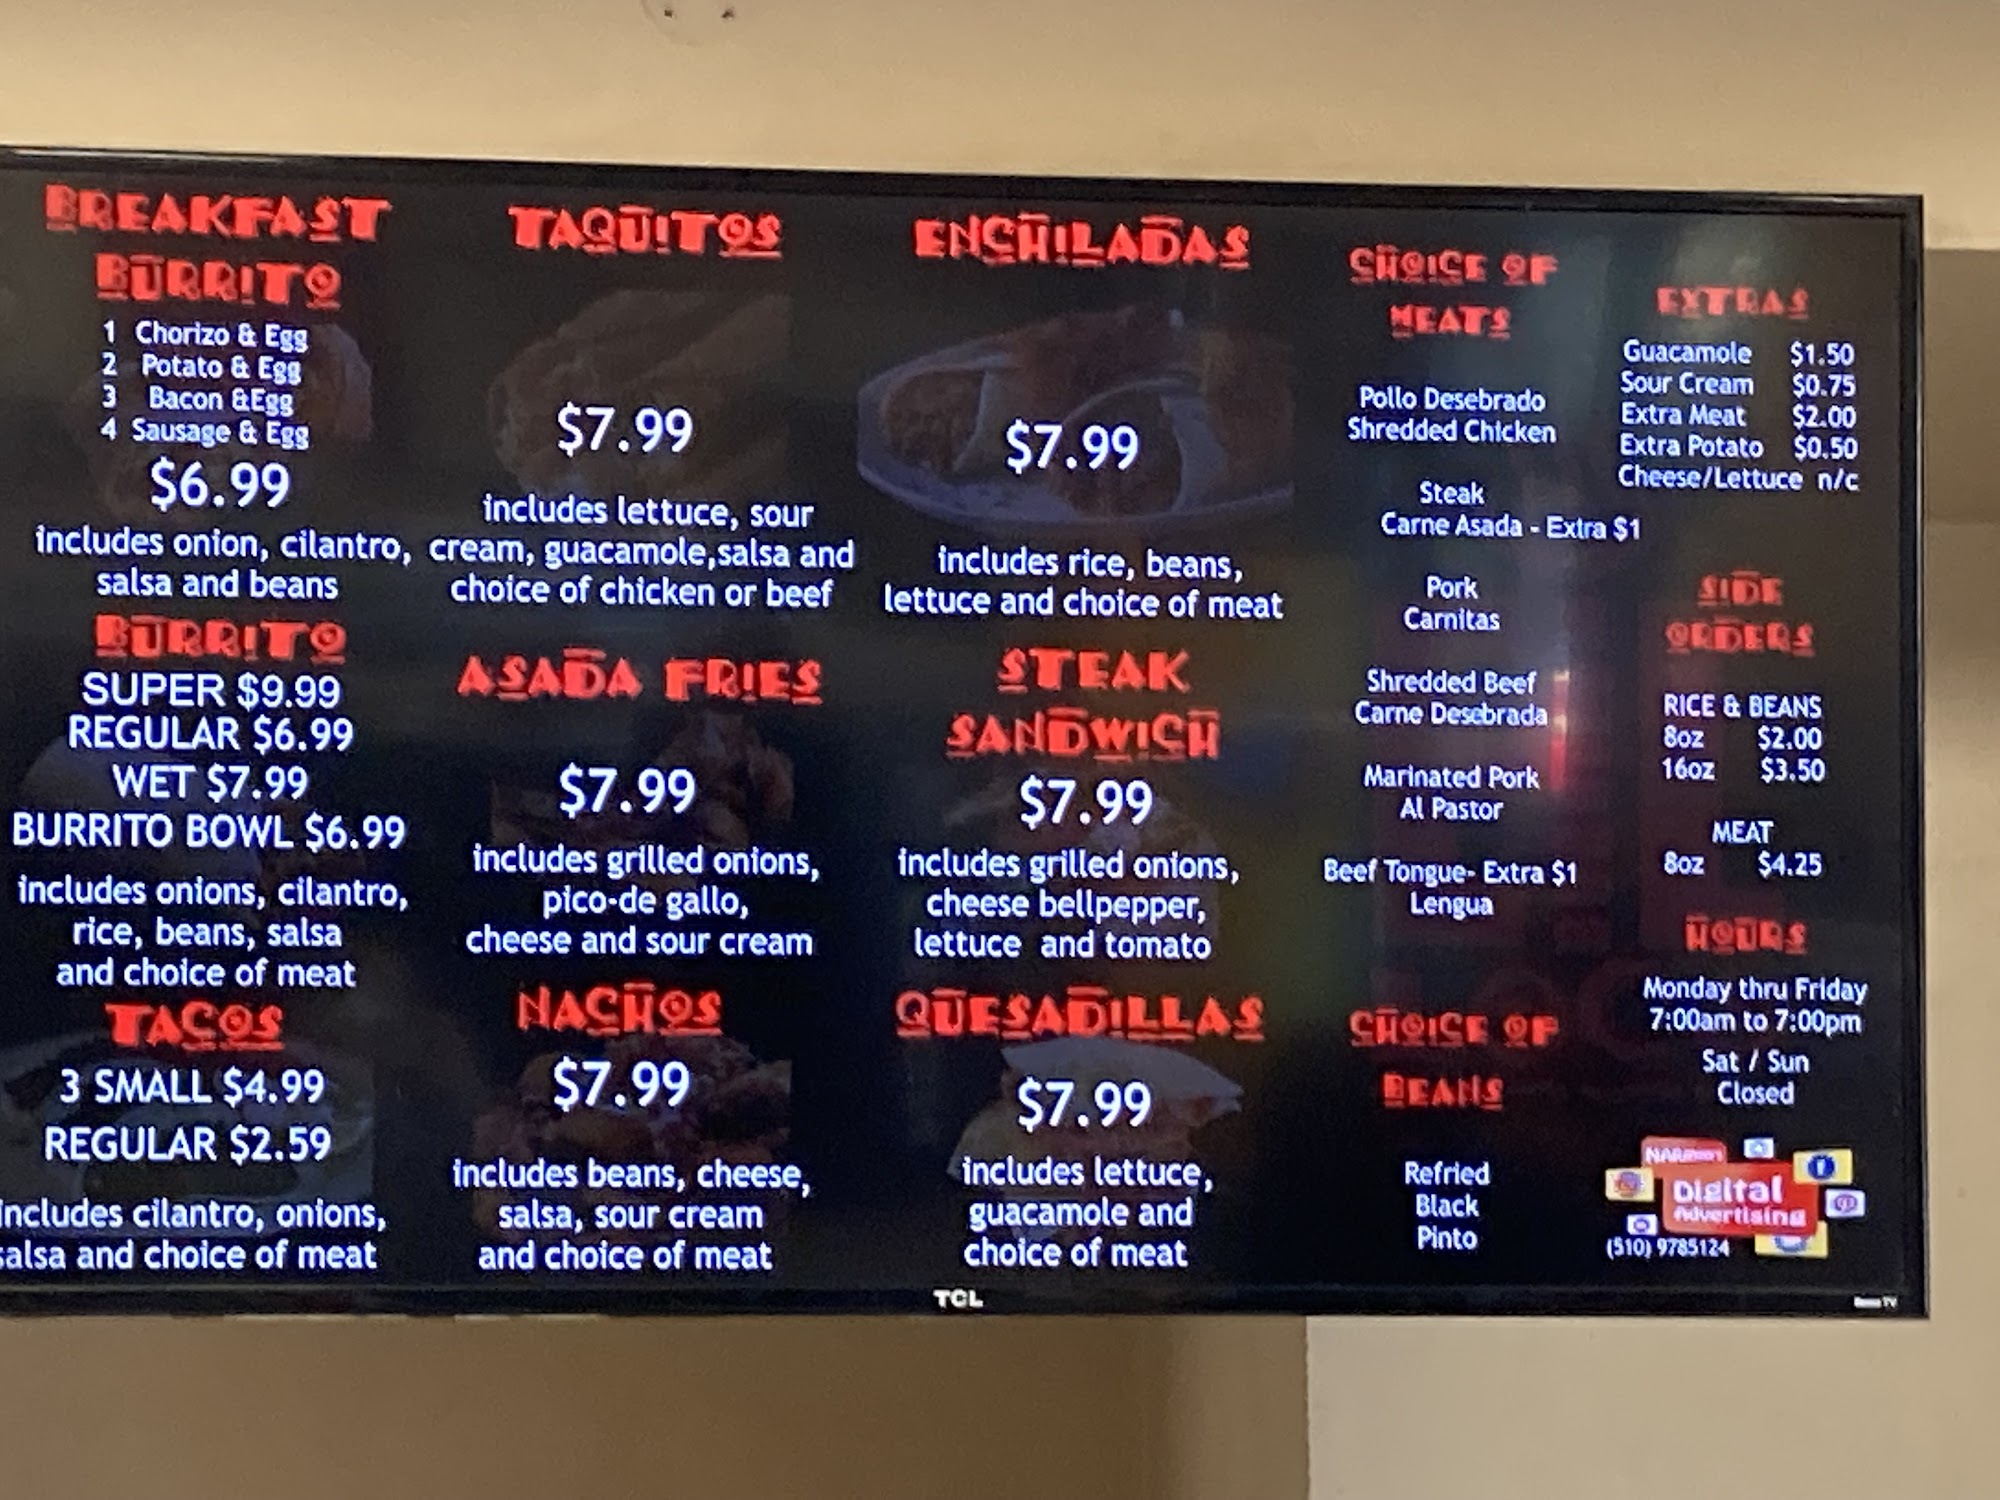 BREAKFAST
BURRITO
1 Chorizo & Egg
2 Potato & Egg
3 Bacon &Egg
4 Sausage & Egg
$6.99
includes onion, cilantro,
salsa and beans
BURRITO
SUPER $9.99
REGULAR $6.99
WET $7.99
BURRITO BOWL $6.99
includes onions, cilantro,
rice, beans, salsa
and choice of meat
TACOS
3 SMALL $4.99
REGULAR $2.59
includes cilantro, onions,
salsa and choice of meat
TAQUITOS
$7.99
includes lettuce, sour
cream, guacamole,salsa and
choice of chicken or beef
ASADA FRIES
$7.99
includes grilled onions,
pico-de gallo,
cheese and sour cream
NACHOS
$7.99
includes beans, cheese,
salsa, sour cream
and choice of meat
ENCHILADAS
$7.99
includes rice, beans,
lettuce and choice of meat
STEAK
SANDWICH
$7.99
includes grilled onions,
cheese bellpepper,
lettuce and tomato
QUESADILLAS
$7.99
includes lettuce,
guacamole and
choice of meat
CHOICE OF
MEATS
Pollo Desebrado
Shredded Chicken
Steak
Carne Asada - Extra $1
Pork
Carnitas
Shredded Beef
Carne Desebrada
Marinated Pork
Al Pastor
Beef Tongue- Extra $1
Lengua
CHOICE OF
BEANS
Refried
Black
Pinto
EXTRAS
Guacamole $1.50
Sour Cream $0.75
Extra Meat $2.00
Extra Potato $0.50
Cheese/Lettuce n/c
SIDE
ORDERS
RICE & BEANS
8oz $2.00
16oz $3.50
MEAT
8oz $4.25
HOURS
Monday thru Friday
7:00am to 7:00pm
Sat / Sun
Closed
Digital
Advertising
(510) 9785124
TCL
TV